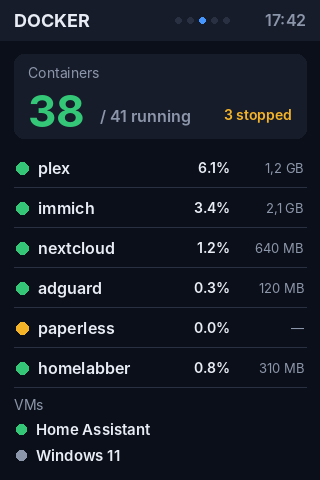 DOCKER 17:42
Containers
38 / 41 running 3 stopped
plex 6.1% 1,2 GB
immich 3.4% 2,1 GB
nextcloud 1.2% 640 MB
adguard 0.3% 120 MB
paperless 0.0% —
homelabber 0.8% 310 MB
VMs
Home Assistant
Windows 11